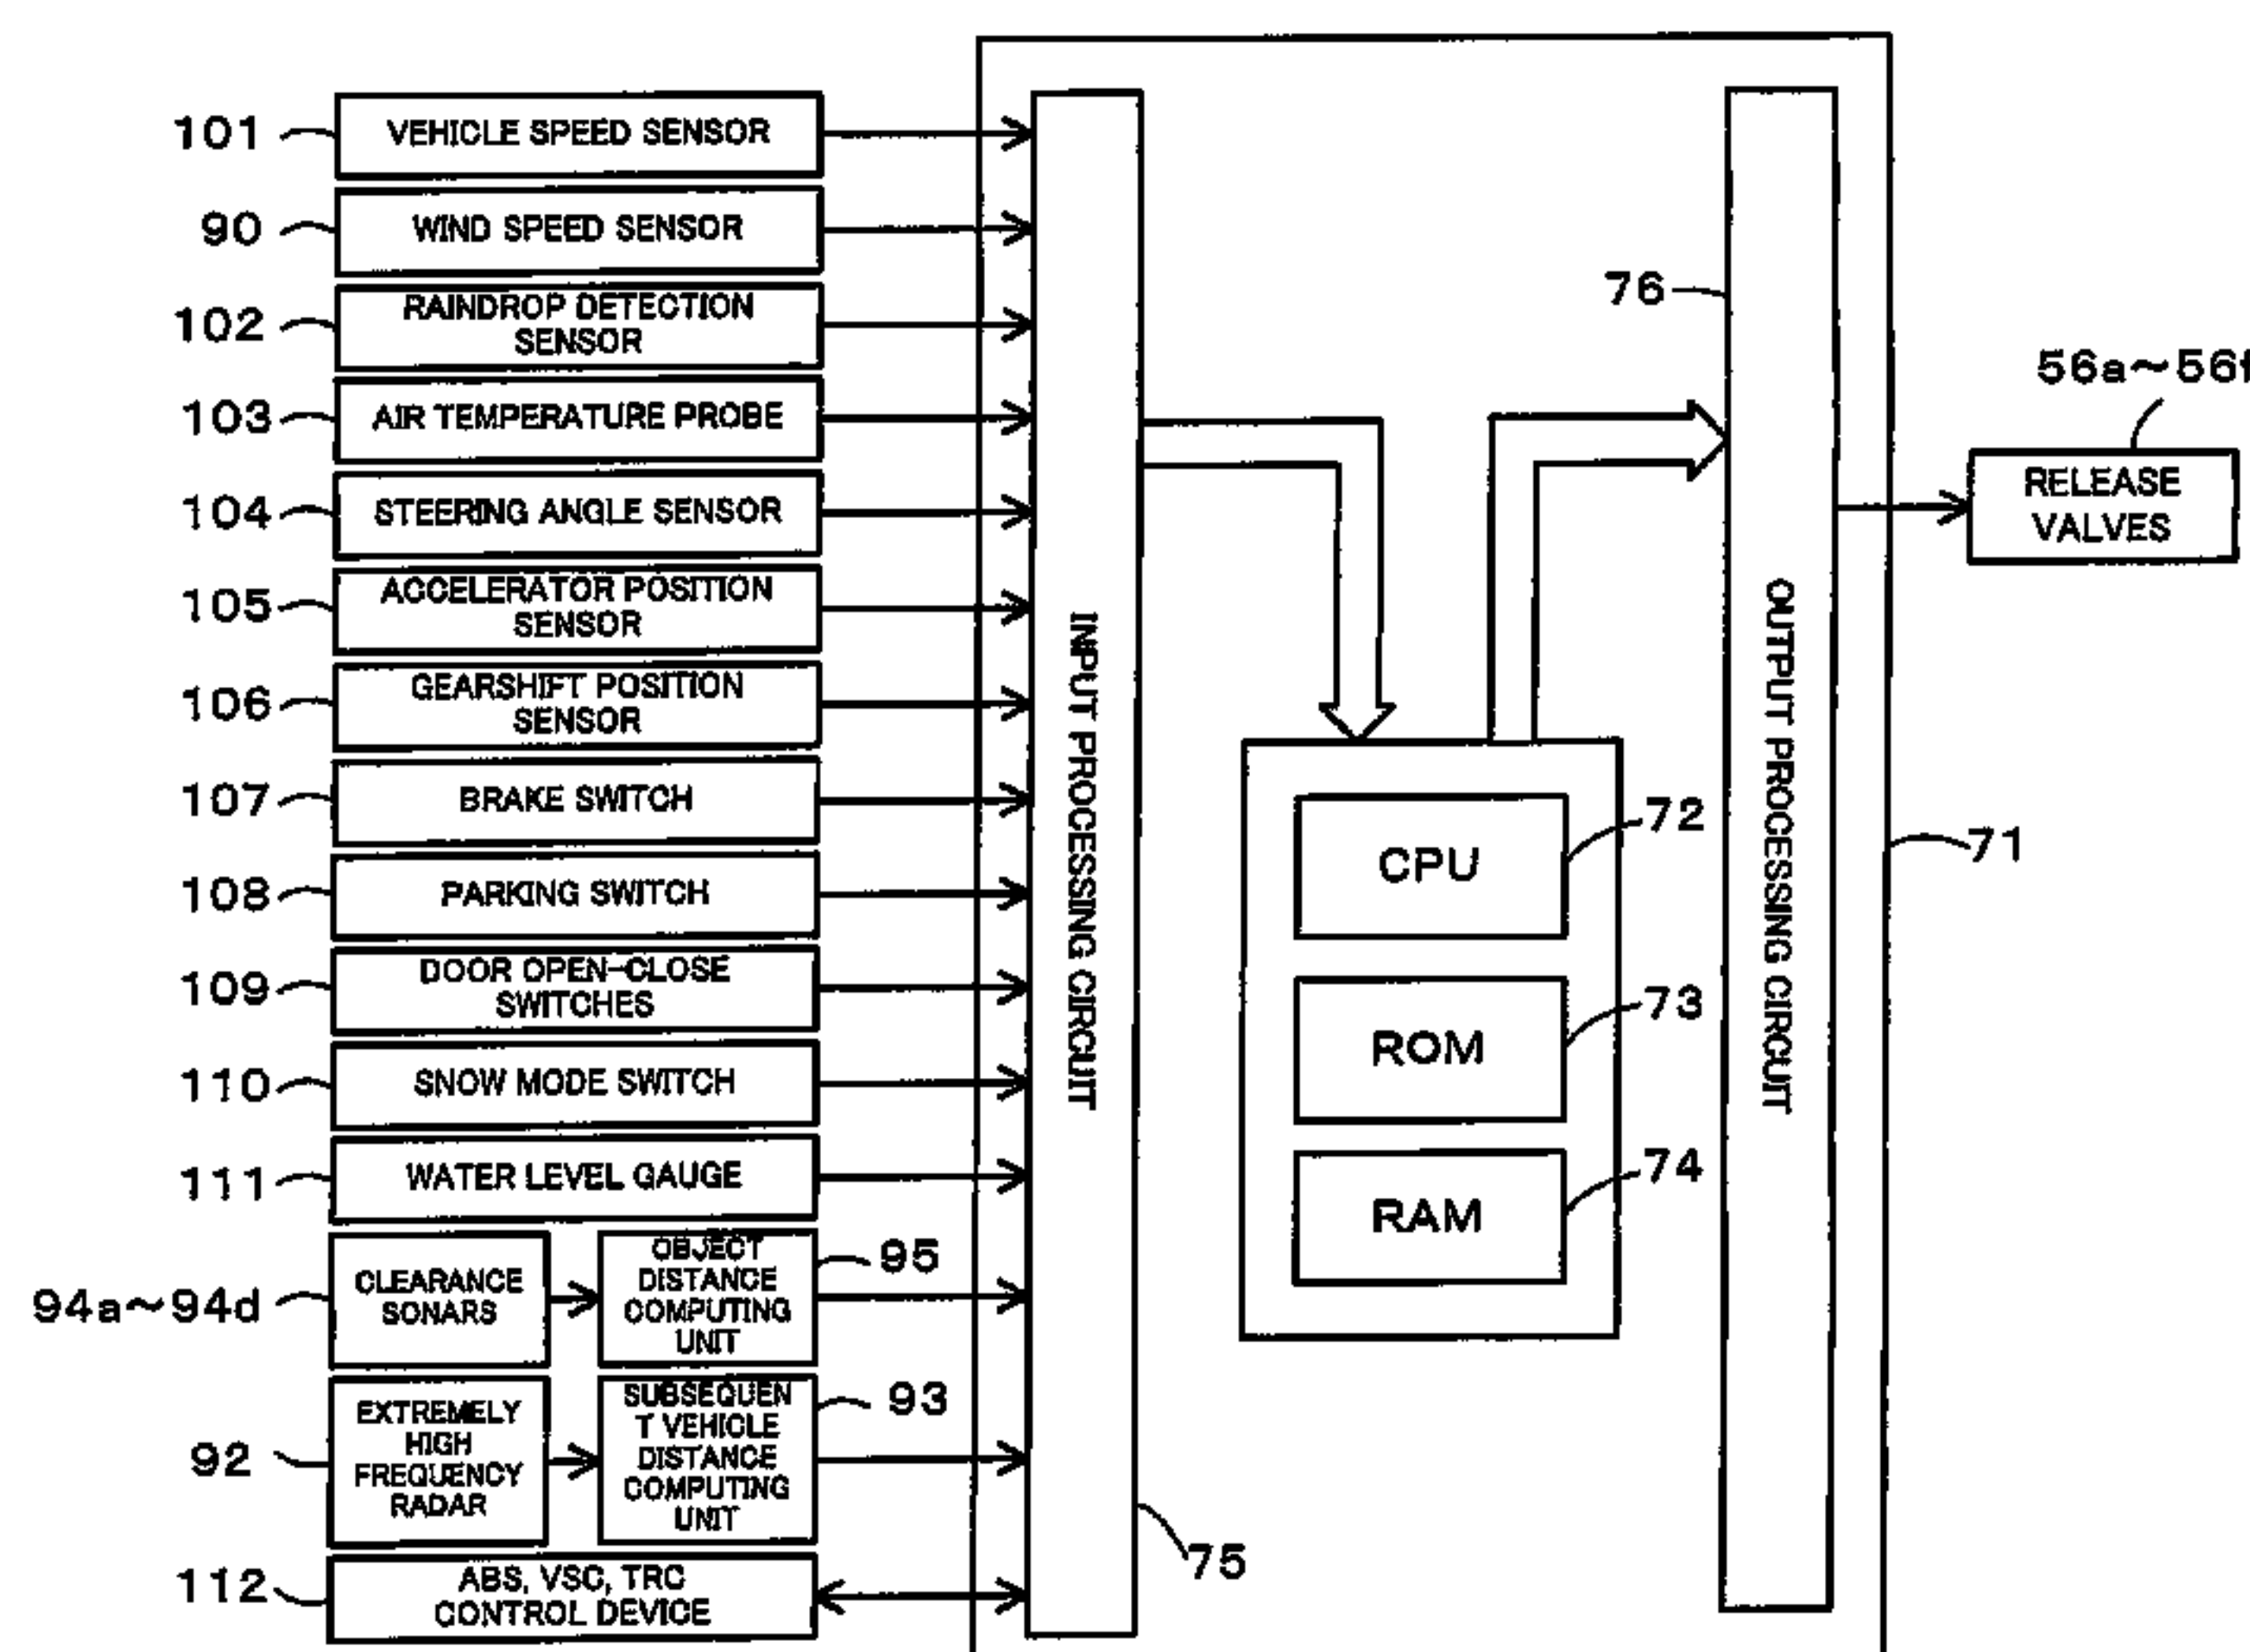 101
VEHICLE SPEED SENSOR
90
WIND SPEED SENSOR
102
RAINDROP DETECTION
SENSOR
103
AIR TEMPERATURE PROBE
104
STEERING ANGLE SENSOR
105
ACCELERATOR POSITION
SENSOR
106
GEARSHIFT POSITION
SENSOR
107
BRAKE SWITCH
108
PARKING SWITCH
109
DOOR OPEN-CLOSE
SWITCHES
110
SNOW MODE SWITCH
111
WATER LEVEL GAUGE
94a~94d
CLEARANCE
SONARS
OBJECT
DISTANCE
COMPUTING
UNIT
95
92
EXTREMELY
HIGH
FREQUENCY
RADAR
SUBSEQUEN
T VEHICLE
DISTANCE
COMPUTING
UNIT
93
112
ABS, VSC, TRC
CONTROL DEVICE
INPUT PROCESSING CIRCUIT
75
CPU
72
ROM
73
RAM
74
76
OUTPUT PROCESSING CIRCUIT
71
56a~56f
RELEASE
VALVES